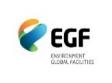 EGF
ENVIRONMENT
GLOBAL FACILITIES